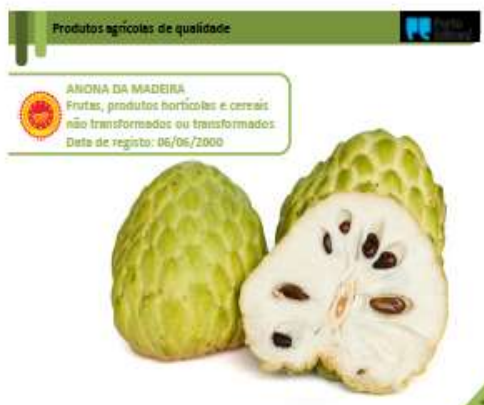 Produtos agrícolas de qualidade
Porto
ANONA DA MADEIRA
Frutas, produtos hortícolas e cereais
não transformados ou transformados
Data de registo: 06/06/2000